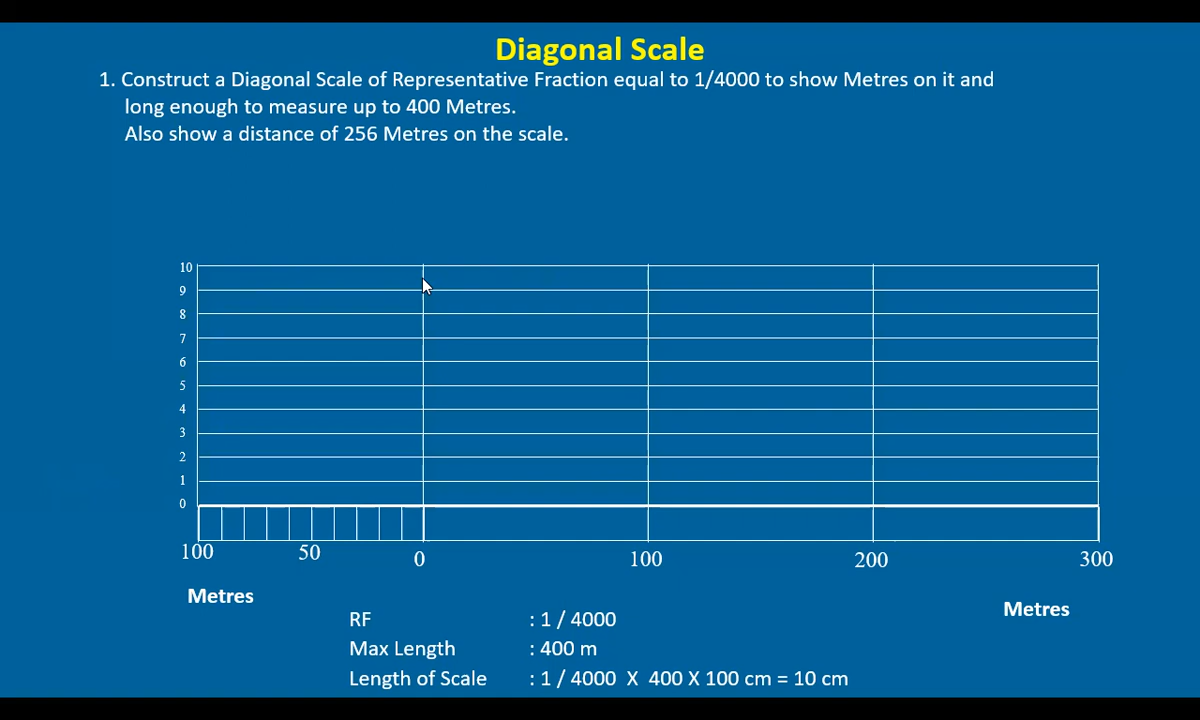 Diagonal Scale
1. Construct a Diagonal Scale of Representative Fraction equal to 1/4000 to show Metres on it and
long enough to measure up to 400 Metres.
Also show a distance of 256 Metres on the scale.
10
9
8
7
6
5
4
3
2
1
0
100 50 0 100 200 300
Metres Metres
RF : 1 / 4000
Max Length : 400 m
Length of Scale : 1 / 4000 X 400 X 100 cm = 10 cm